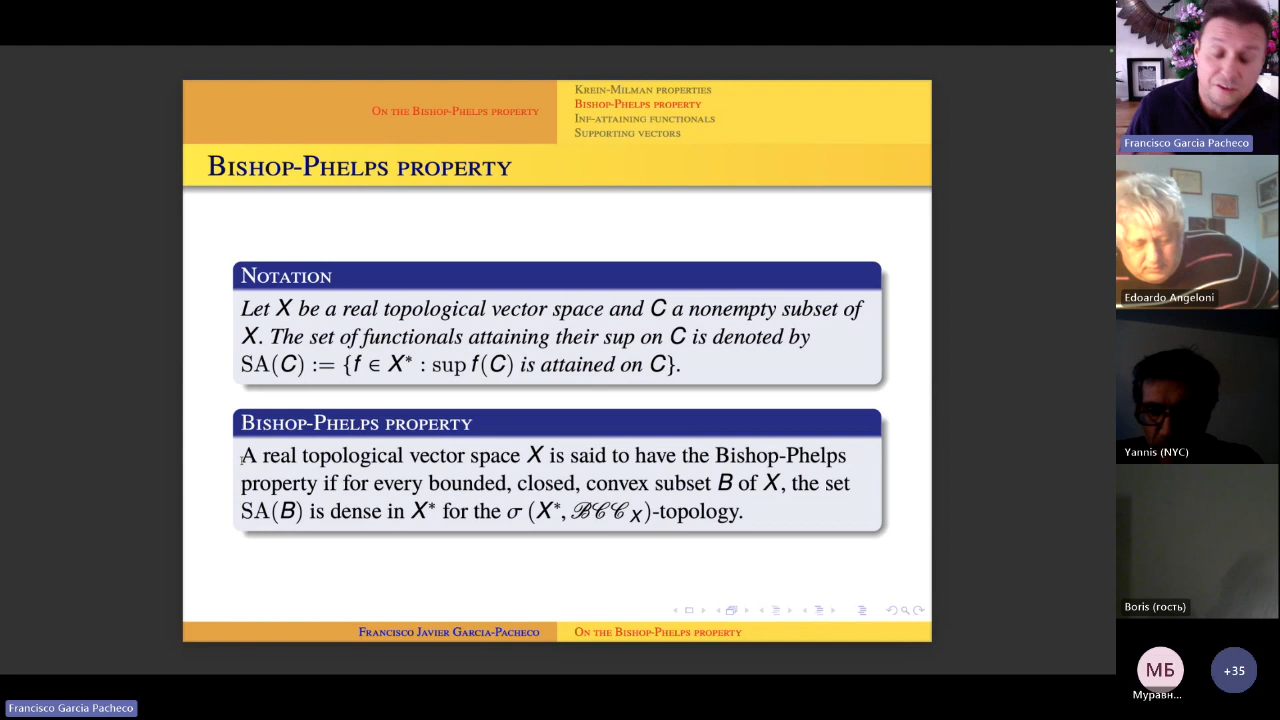 On the Bishop-Phelps property
Krein-Milman properties
Bishop-Phelps property
Inf-attaining functionals
Supporting vectors
Bishop-Phelps property
Notation
Let X be a real topological vector space and C a nonempty subset of
X. The set of functionals attaining their sup on C is denoted by
SA(C) := {f ∈ X* : sup f(C) is attained on C}.
Bishop-Phelps property
A real topological vector space X is said to have the Bishop-Phelps
property if for every bounded, closed, convex subset B of X, the set
SA(B) is dense in X* for the σ (X*, ℬ𝒞𝒞_X)-topology.
Francisco Javier Garcia-Pacheco
On the Bishop-Phelps property
Francisco Garcia Pacheco
Francisco Garcia Pacheco
Edoardo Angeloni
Yannis (NYC)
Boris (гость)
МБ
Муравн...
+35